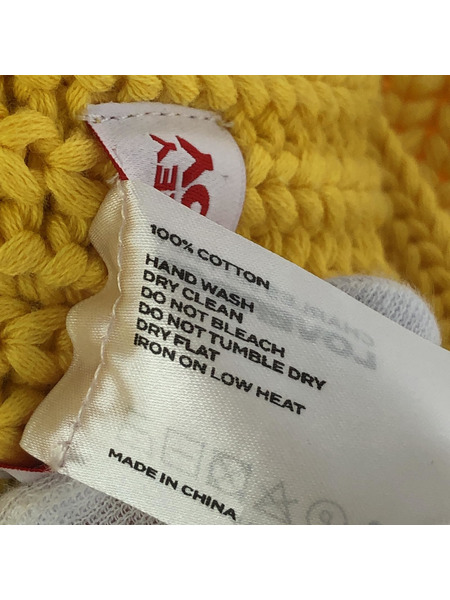 100% COTTON
HAND WASH
DRY CLEAN
DO NOT BLEACH
DO NOT TUMBLE DRY
DRY FLAT
IRON ON LOW HEAT
MADE IN CHINA